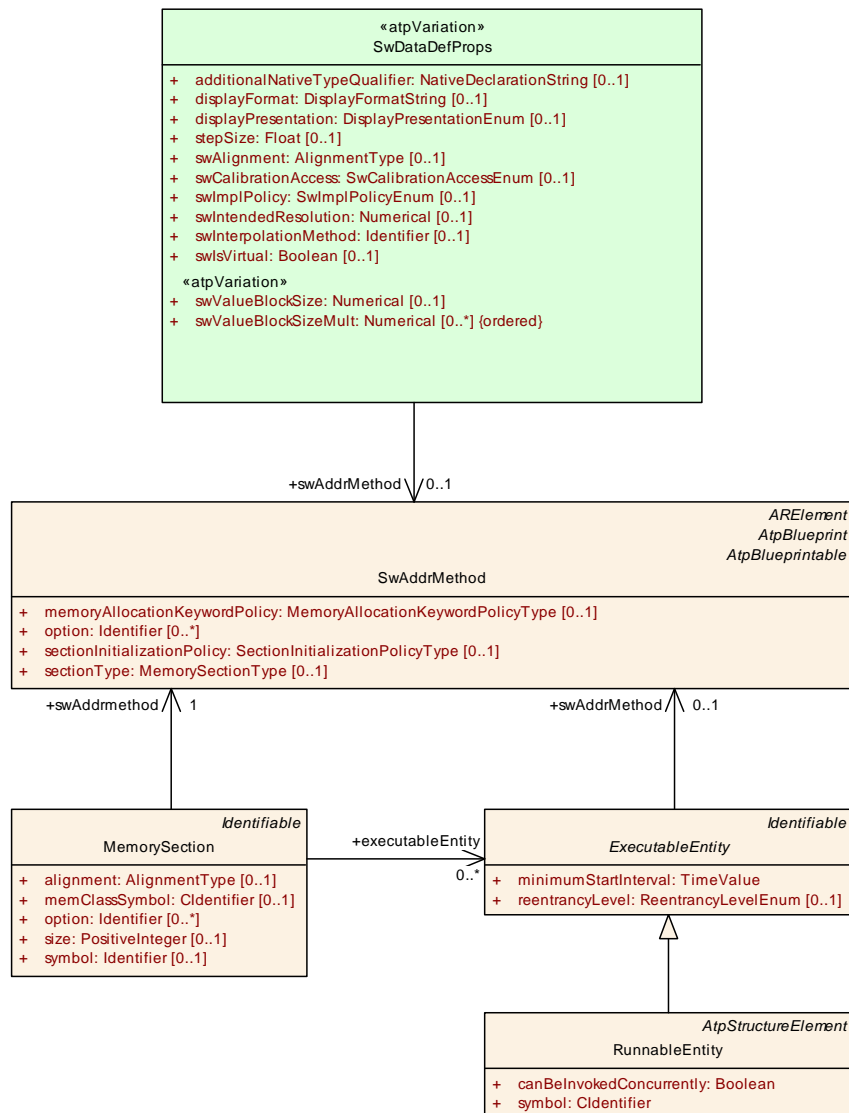 «atpVariation»
SwDataDefProps
+ additionalNativeTypeQualifier: NativeDeclarationString [0..1]
+ displayFormat: DisplayFormatString [0..1]
+ displayPresentation: DisplayPresentationEnum [0..1]
+ stepSize: Float [0..1]
+ swAlignment: AlignmentType [0..1]
+ swCalibrationAccess: SwCalibrationAccessEnum [0..1]
+ swImplPolicy: SwImplPolicyEnum [0..1]
+ swIntendedResolution: Numerical [0..1]
+ swInterpolationMethod: Identifier [0..1]
+ swIsVirtual: Boolean [0..1]
«atpVariation»
+ swValueBlockSize: Numerical [0..1]
+ swValueBlockSizeMult: Numerical [0..*] {ordered}
+swAddrMethod 0..1
ARElement
AtpBlueprint
AtpBlueprintable
SwAddrMethod
+ memoryAllocationKeywordPolicy: MemoryAllocationKeywordPolicyType [0..1]
+ option: Identifier [0..*]
+ sectionInitializationPolicy: SectionInitializationPolicyType [0..1]
+ sectionType: MemorySectionType [0..1]
+swAddrmethod 1
+swAddrMethod 0..1
Identifiable
MemorySection
+ alignment: AlignmentType [0..1]
+ memClassSymbol: CIdentifier [0..1]
+ option: Identifier [0..*]
+ size: PositiveInteger [0..1]
+ symbol: Identifier [0..1]
+executableEntity
0..*
Identifiable
ExecutableEntity
+ minimumStartInterval: TimeValue
+ reentrancyLevel: ReentrancyLevelEnum [0..1]
AtpStructureElement
RunnableEntity
+ canBeInvokedConcurrently: Boolean
+ symbol: CIdentifier